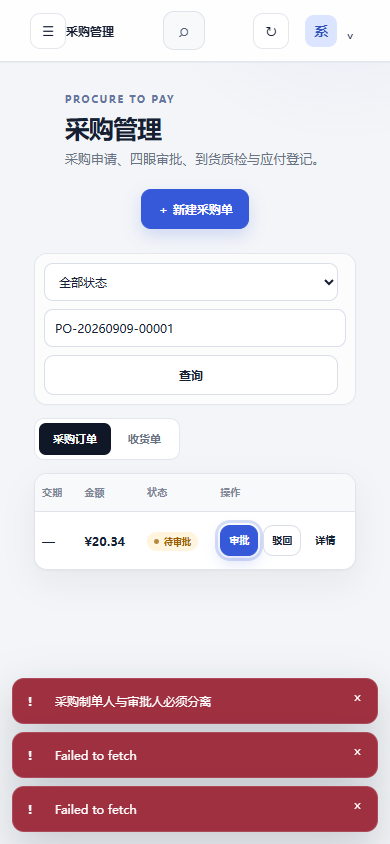 ☰ 采购管理 ⌕ ↻ 系 v
PROCURE TO PAY
采购管理
采购申请、四眼审批、到货质检与应付登记。
+ 新建采购单
全部状态
PO-20260909-00001
查询
采购订单 收货单
交期 金额 状态 操作
— ¥20.34 待审批 审批 驳回 详情
! 采购制单人与审批人必须分离 x
! Failed to fetch x
! Failed to fetch x